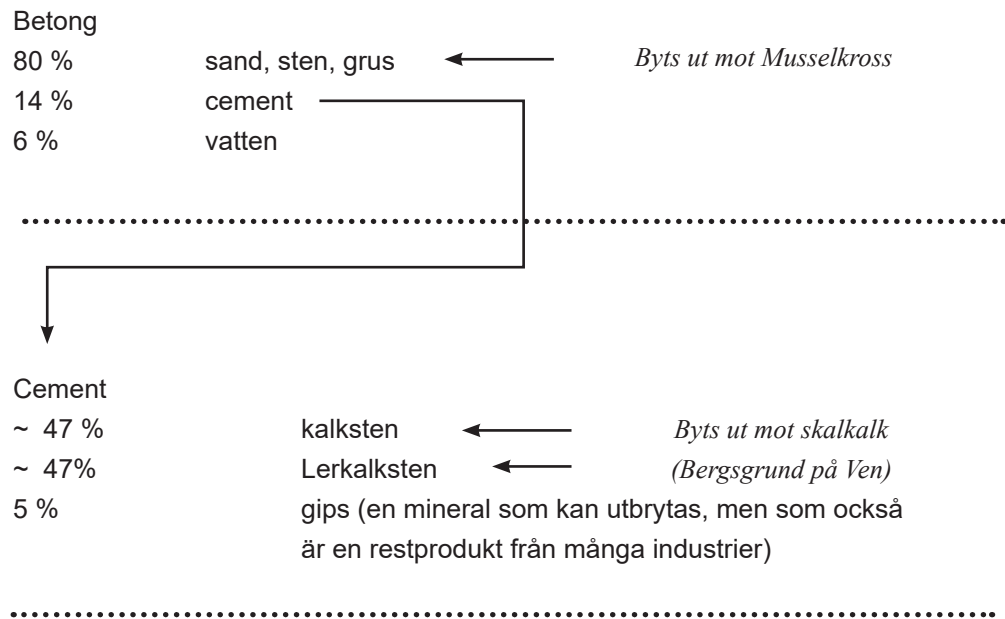 Betong
80 % sand, sten, grus Byts ut mot Musselkross
14 % cement
6 % vatten
Cement
~ 47 % kalksten Byts ut mot skalkalk
~ 47% Lerkalksten (Bergsgrund på Ven)
5 % gips (en mineral som kan utbrytas, men som också
är en restprodukt från många industrier)